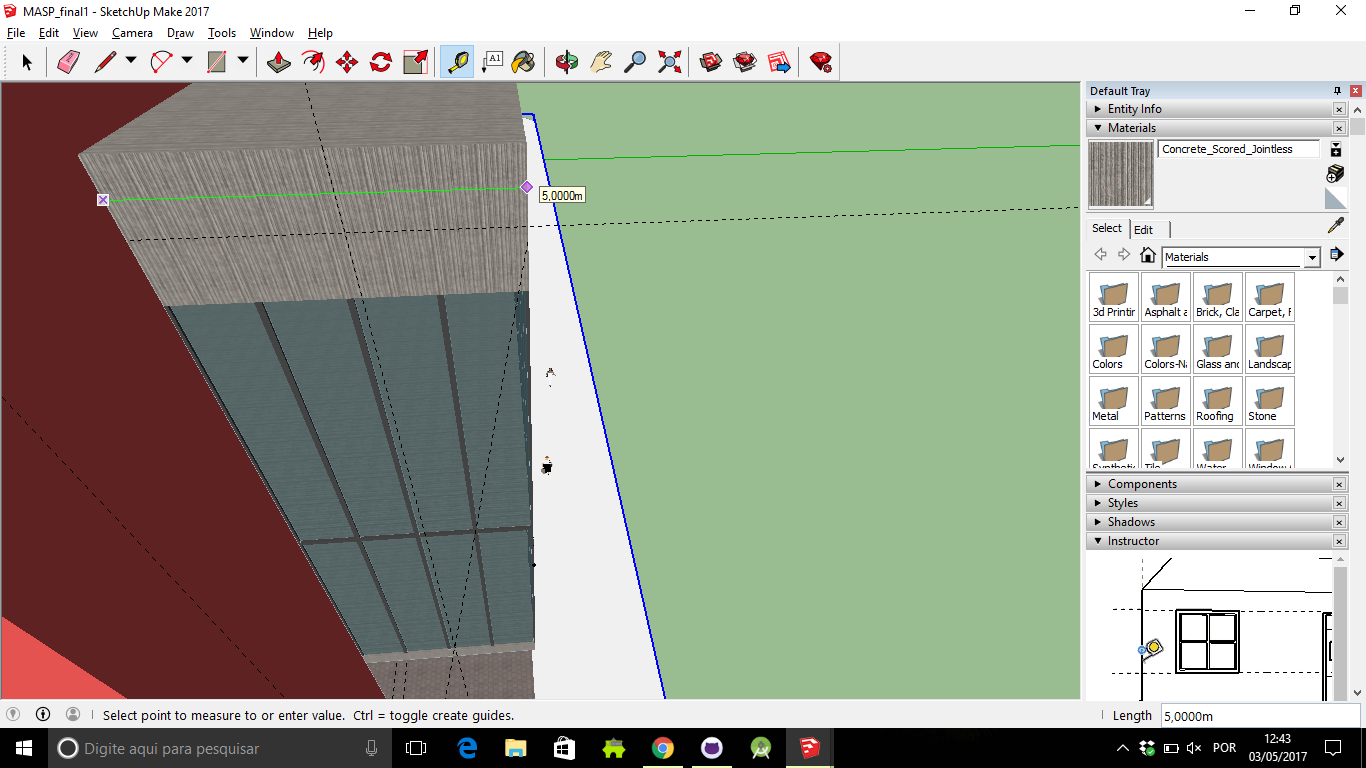 MASP_final1 - SketchUp Make 2017
File Edit View Camera Draw Tools Window Help
A1
5,0000m
Default Tray
Entity Info
Materials
Concrete_Scored_Jointless
Select Edit
Materials
3d Printir Asphalt a Brick, Cla Carpet, F
Colors Colors-Na Glass and Landscap
Metal Patterns Roofing Stone
Synthetic Tile Water Window
Components
Styles
Shadows
Instructor
Select point to measure to or enter value. Ctrl = toggle create guides.
Length 5,0000m
Digite aqui para pesquisar
POR
12:43
03/05/2017